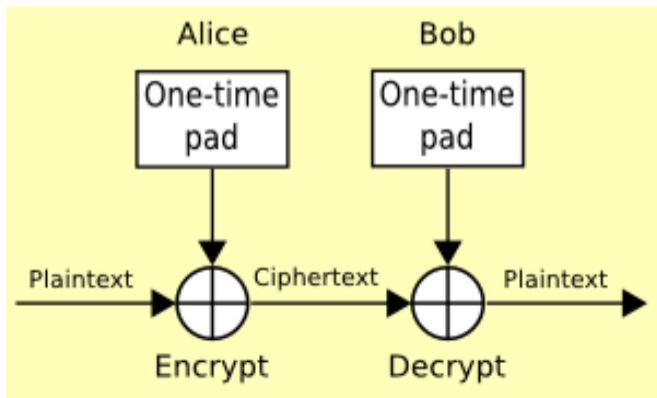 Alice
Bob
One-time
pad
One-time
pad
Plaintext
Ciphertext
Plaintext
Encrypt
Decrypt